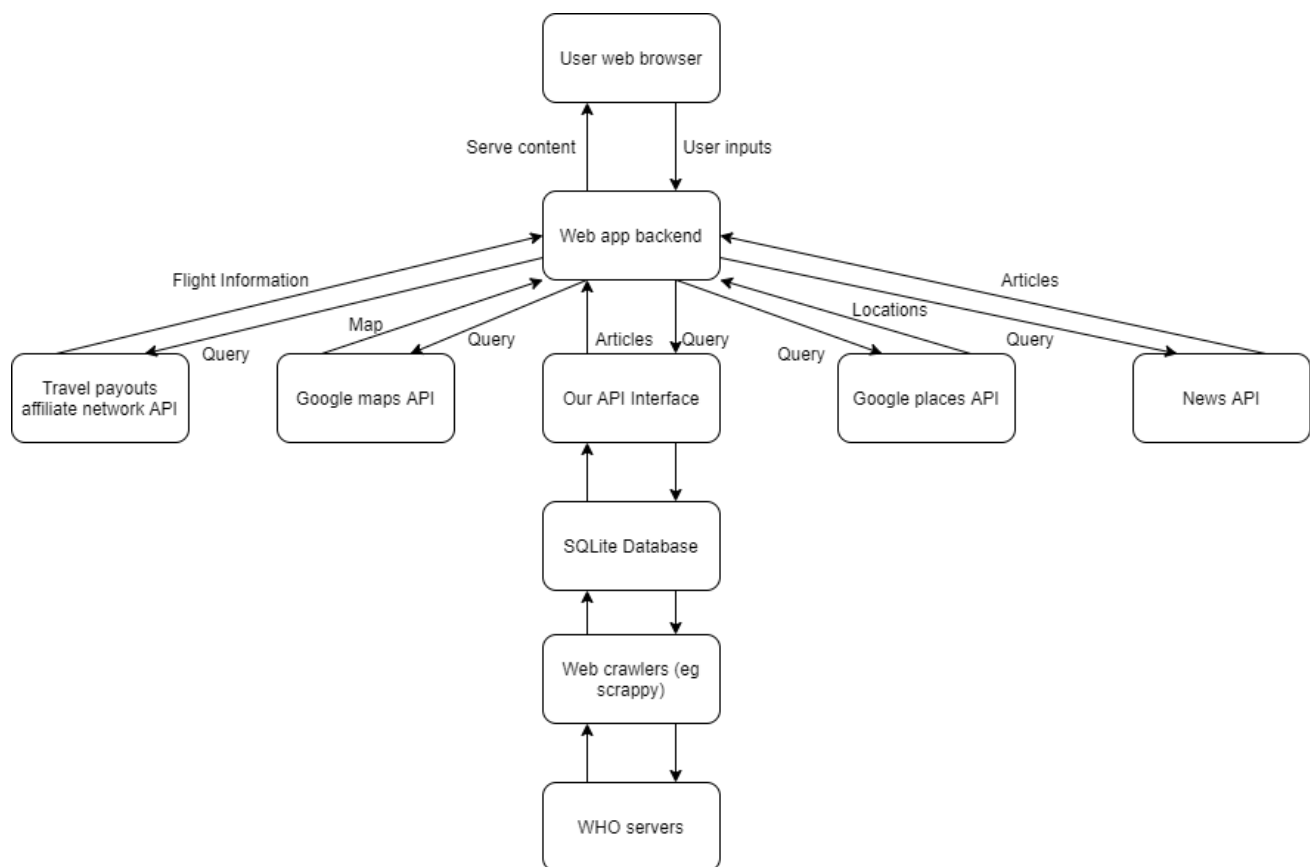 User web browser
Serve content
User inputs
Web app backend
Flight Information
Articles
Map
Locations
Query
Query
Articles
Query
Query
Query
Travel payouts
affiliate network API
Google maps API
Our API Interface
Google places API
News API
SQLite Database
Web crawlers (eg
scrappy)
WHO servers